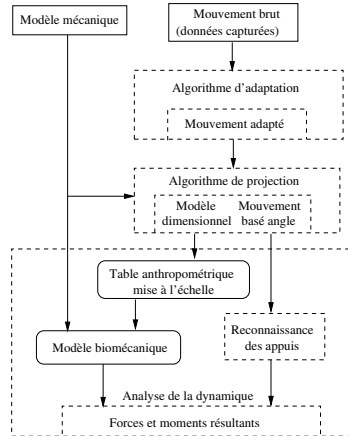 Modèle mécanique
Mouvement brut
(données capturées)
Algorithme d'adaptation
Mouvement adapté
Algorithme de projection
Modèle
dimensionnel
Mouvement
basé angle
Table anthropométrique
mise à l'échelle
Modèle biomécanique
Reconnaissance
des appuis
Analyse de la dynamique
Forces et moments résultants